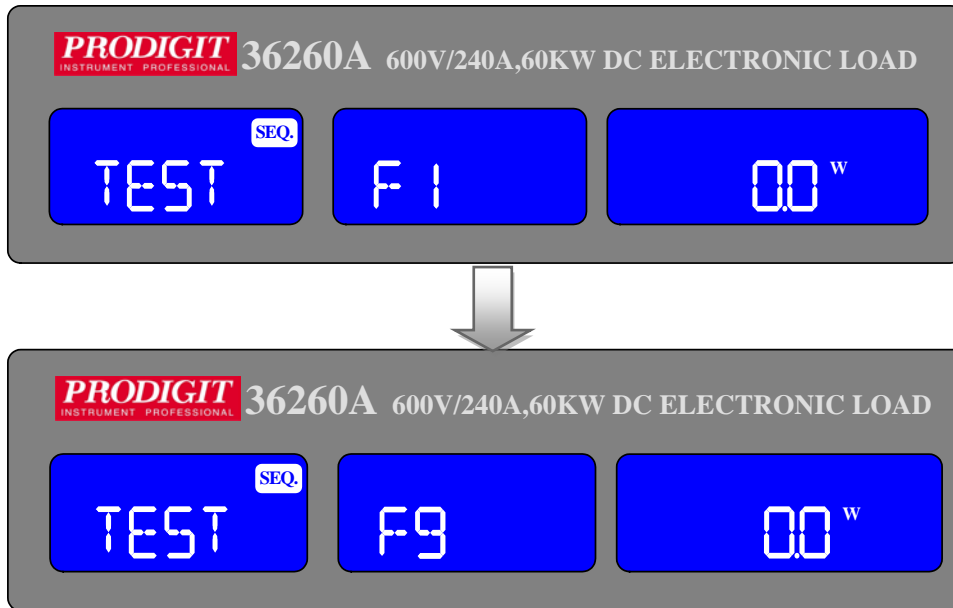 PRODIGIT 36260A 600V/240A,60KW DC ELECTRONIC LOAD
INSTRUMENT PROFESSIONAL
SEQ.
TEST F1 0.0 W
PRODIGIT 36260A 600V/240A,60KW DC ELECTRONIC LOAD
INSTRUMENT PROFESSIONAL
SEQ.
TEST F9 0.0 W